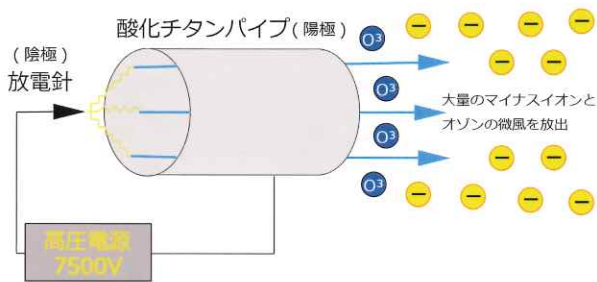 酸化チタンパイプ(陽極)
(陰極)
放電針
O³
O³
O³
O³
大量のマイナスイオンと
オゾンの微風を放出
高圧電源
7500V